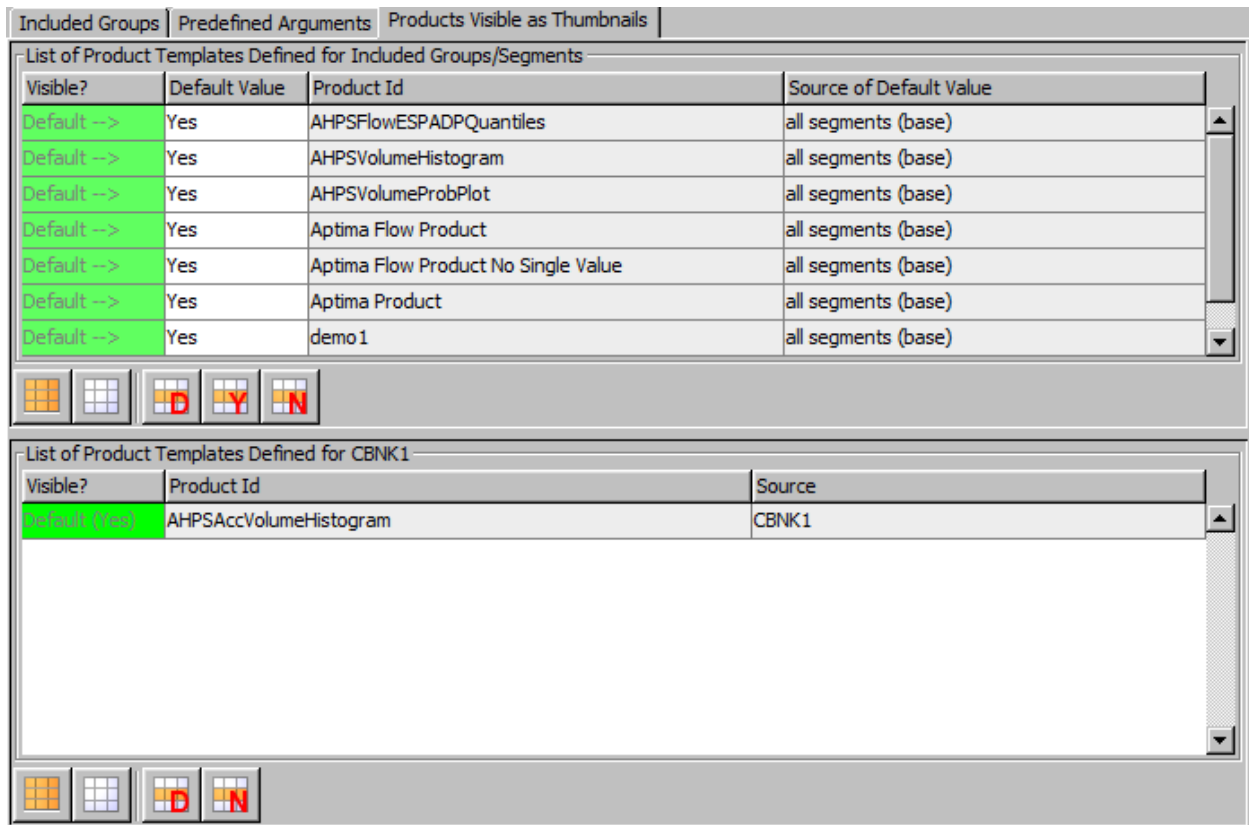 Included Groups Predefined Arguments Products Visible as Thumbnails
List of Product Templates Defined for Included Groups/Segments
Visible? Default Value Product Id Source of Default Value
Default --> Yes AHPSFlowESPADPQuantiles all segments (base)
Default --> Yes AHPSVolumeHistogram all segments (base)
Default --> Yes AHPSVolumeProbPlot all segments (base)
Default --> Yes Aptima Flow Product all segments (base)
Default --> Yes Aptima Flow Product No Single Value all segments (base)
Default --> Yes Aptima Product all segments (base)
Default --> Yes demo1 all segments (base)
D Y N
List of Product Templates Defined for CBNK1
Visible? Product Id Source
Default (Yes) AHPSAccVolumeHistogram CBNK1
D N